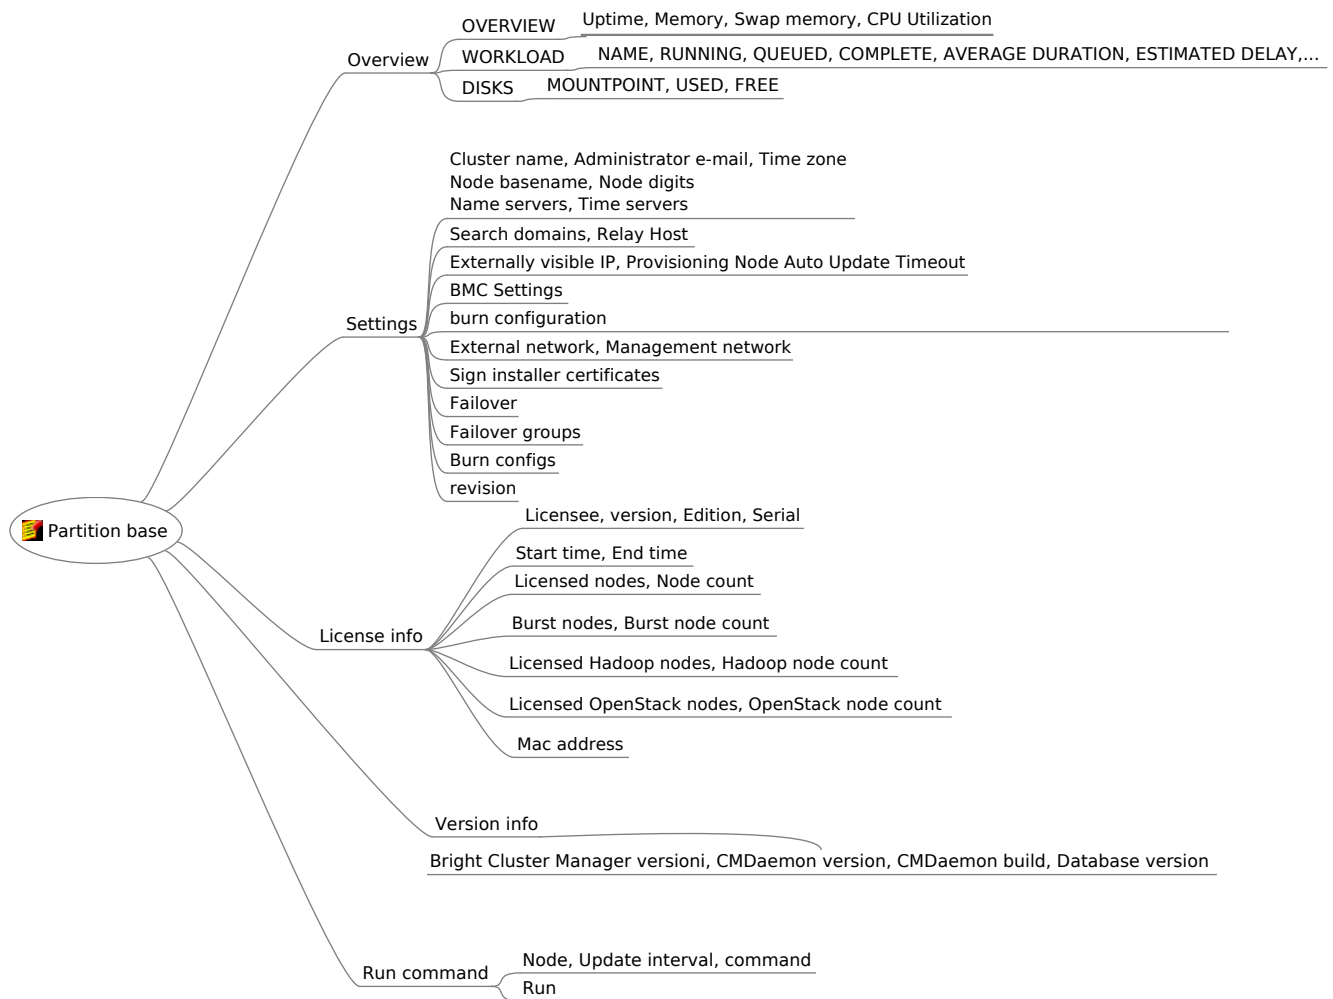 OVERVIEW
Uptime, Memory, Swap memory, CPU Utilization
Overview
WORKLOAD
NAME, RUNNING, QUEUED, COMPLETE, AVERAGE DURATION, ESTIMATED DELAY,...
DISKS
MOUNTPOINT, USED, FREE
Cluster name, Administrator e-mail, Time zone
Node basename, Node digits
Name servers, Time servers
Search domains, Relay Host
Externally visible IP, Provisioning Node Auto Update Timeout
BMC Settings
Settings
burn configuration
External network, Management network
Sign installer certificates
Failover
Failover groups
Burn configs
revision
Partition base
Licensee, version, Edition, Serial
Start time, End time
Licensed nodes, Node count
Burst nodes, Burst node count
License info
Licensed Hadoop nodes, Hadoop node count
Licensed OpenStack nodes, OpenStack node count
Mac address
Version info
Bright Cluster Manager versioni, CMDaemon version, CMDaemon build, Database version
Run command
Node, Update interval, command
Run